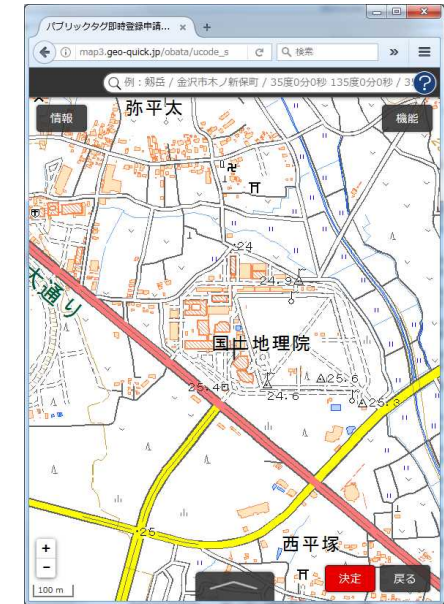 パブリックタグ即時登録申請...
map3.geo-quick.jp/obata/ucode_s
検索
例：剱岳 / 金沢市木ノ新保町 / 35度0分0秒 135度0分0秒 / 3
?
情報
弥平太
機能
24
24.9
大通り
国土地理院
25.4
24.6
25.6
25.3
25
西平塚
+
−
100 m
決定
戻る